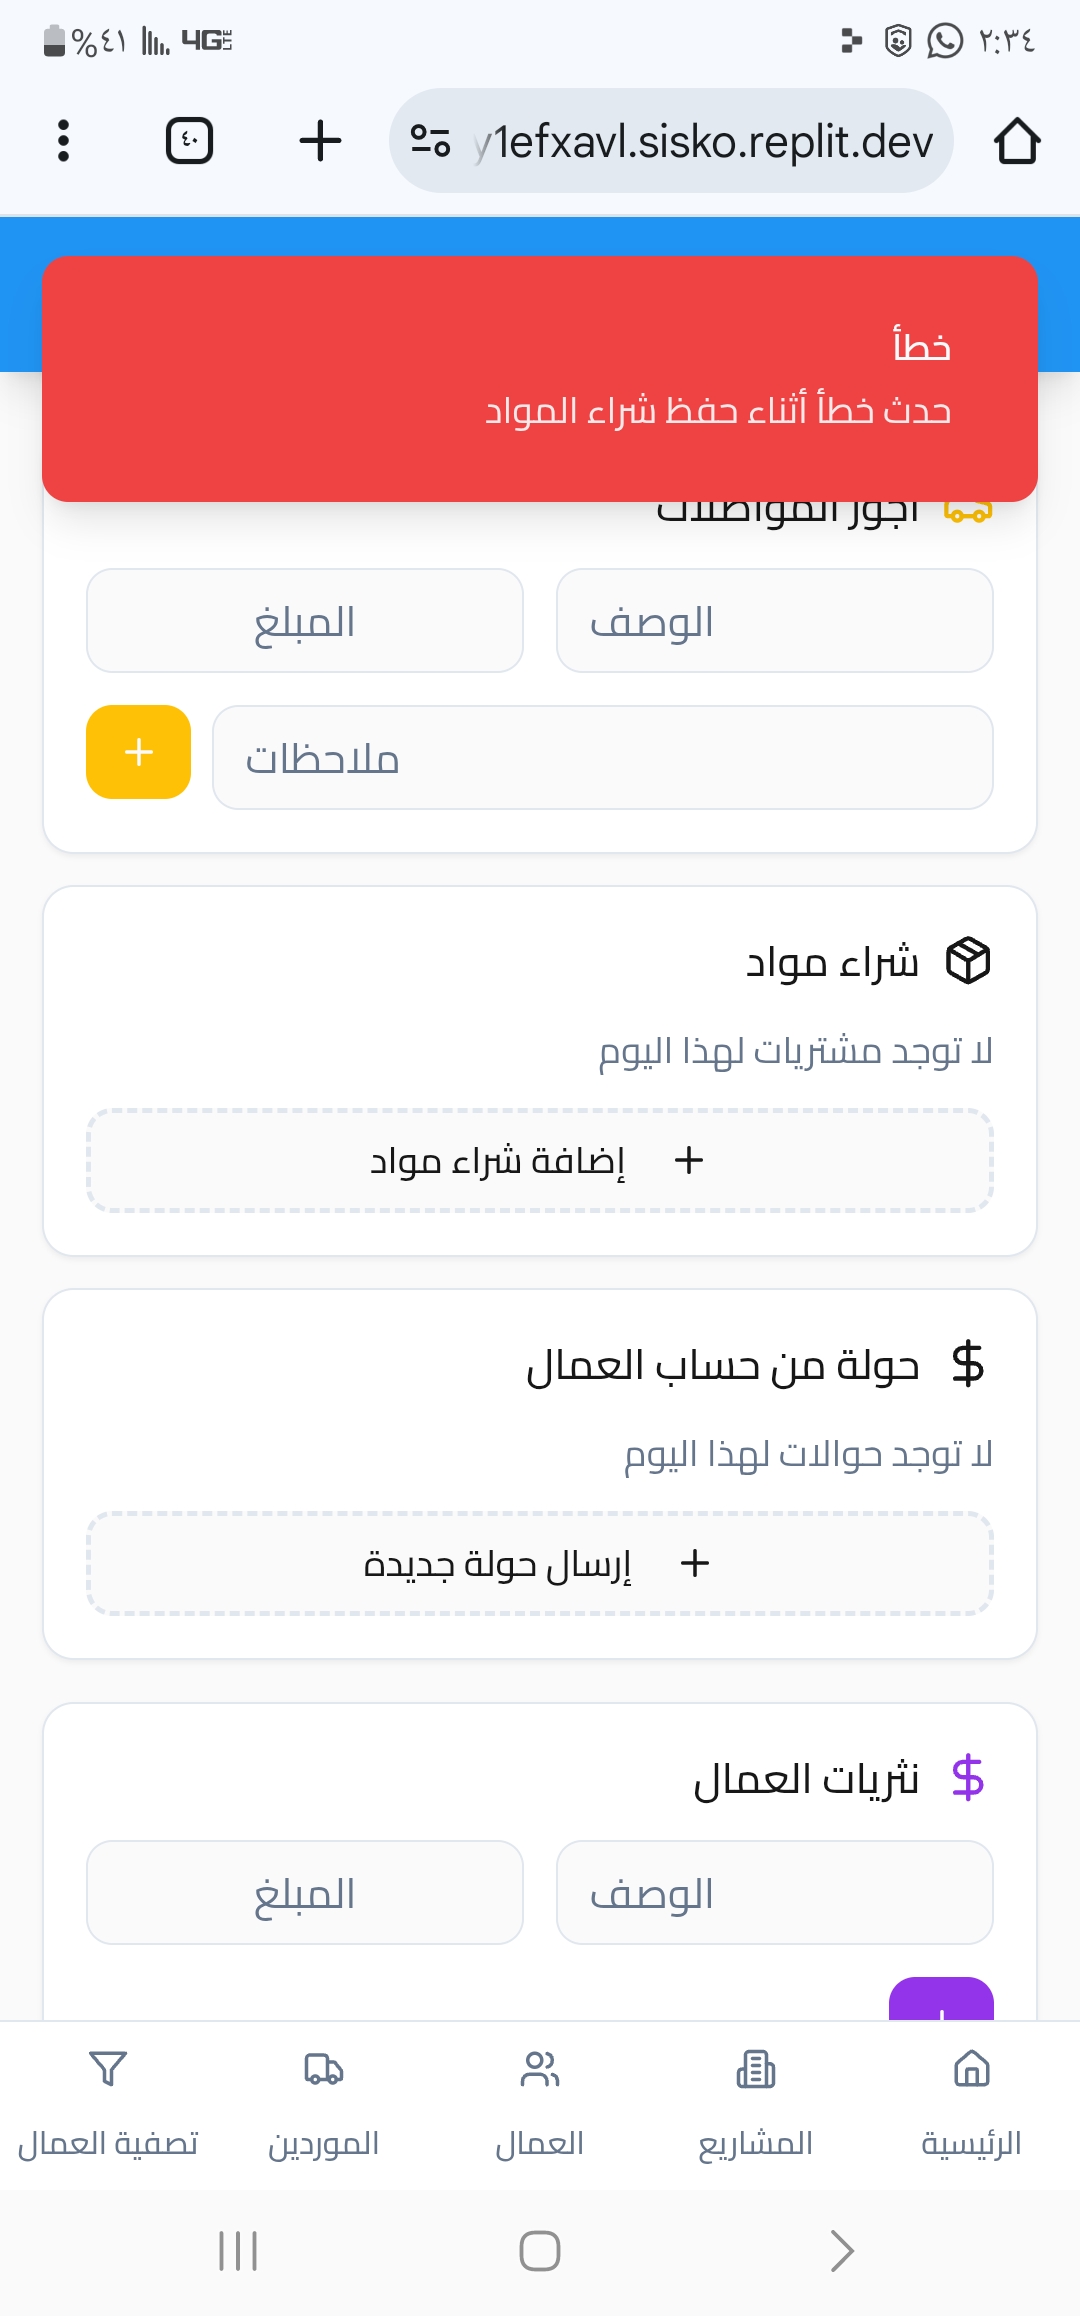 ٢:٣٤
4G LTE
%٤١
y1efxavl.sisko.replit.dev
٤٠
خطأ
حدث خطأ أثناء حفظ شراء المواد
أجور المواصلات
الوصف
المبلغ
ملاحظات
شراء مواد
لا توجد مشتريات لهذا اليوم
إضافة شراء مواد
حولة من حساب العمال
لا توجد حوالات لهذا اليوم
إرسال حولة جديدة
نثريات العمال
الوصف
المبلغ
الرئيسية
المشاريع
العمال
الموردين
تصفية العمال